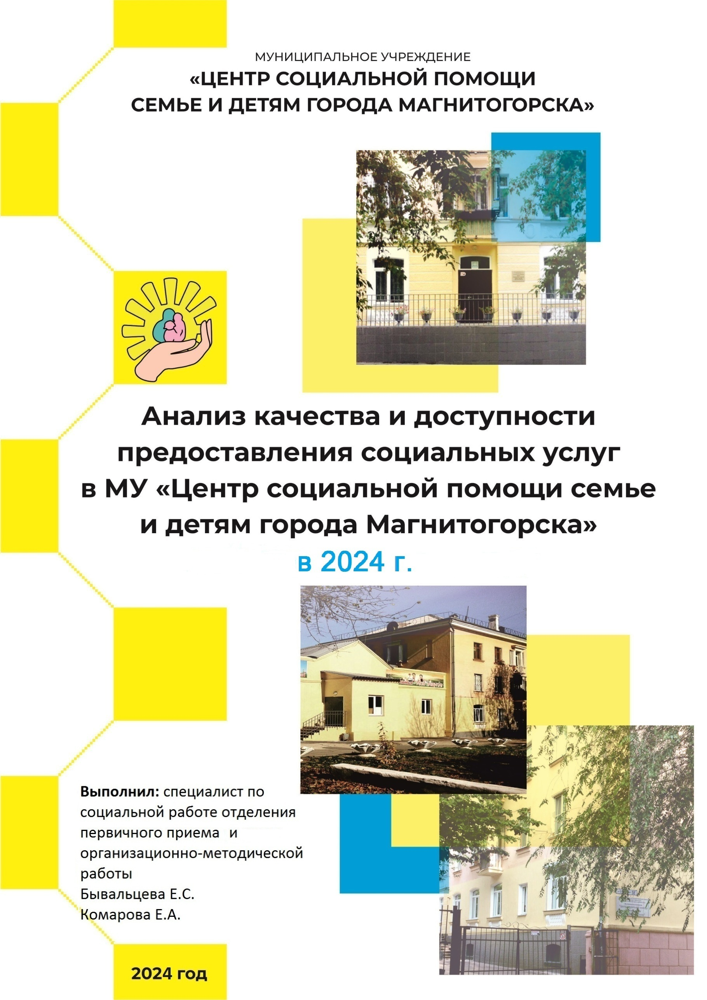 МУНИЦИПАЛЬНОЕ УЧРЕЖДЕНИЕ
«ЦЕНТР СОЦИАЛЬНОЙ ПОМОЩИ
СЕМЬЕ И ДЕТЯМ ГОРОДА МАГНИТОГОРСКА»
Анализ качества и доступности
предоставления социальных услуг
в МУ «Центр социальной помощи семье
и детям города Магнитогорска»
в 2024 г.
Выполнил: специалист по
социальной работе отделения
первичного приема и
организационно-методической
работы
Бывальцева Е.С.
Комарова Е.А.
2024 год